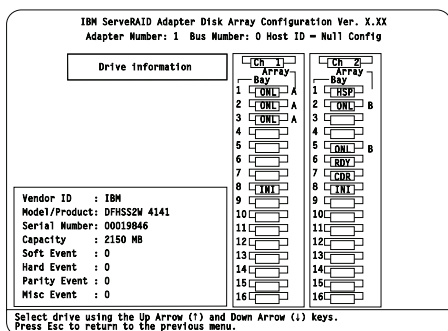 IBM ServeRAID Adapter Disk Array Configuration Ver. X.XX
Adapter Number: 1 Bus Number: 0 Host ID – Null Config
Drive information
Ch 1
Array
Bay
1 ONL A
2 ONL A
3 ONL A
4
5
6
7
8 INI
9
10
11
12
13
14
15
16
Ch 2
Array
Bay
1 HSP
2 ONL B
3
4
5 ONL B
6 RDY
7 CDR
8 INI
9
10
11
12
13
14
15
16
Vendor ID : IBM
Model/Product: DFHSS2W 4141
Serial Number: 00019846
Capacity : 2150 MB
Soft Event : 0
Hard Event : 0
Parity Event : 0
Misc Event : 0
Select drive using the Up Arrow (↑) and Down Arrow (↓) keys.
Press Esc to return to the previous menu.